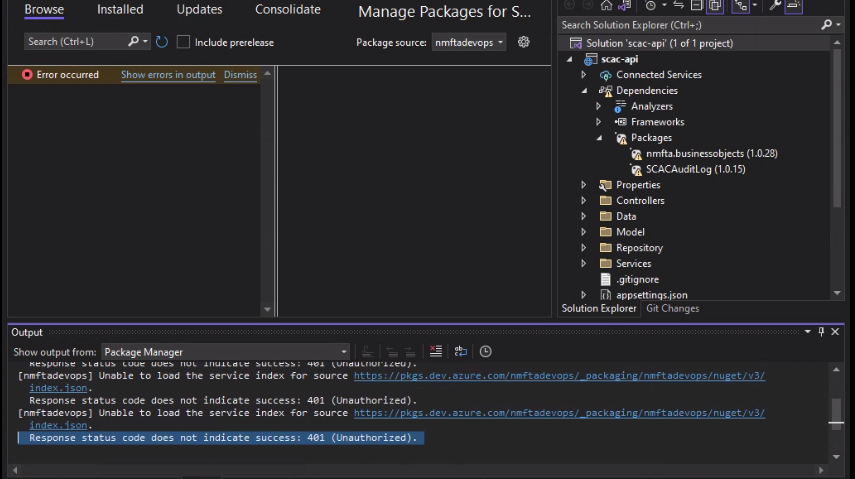 Browse Installed Updates Consolidate Manage Packages for S...
Search (Ctrl+L) Include prerelease Package source: nmftadevops
Error occurred Show errors in output Dismiss
Search Solution Explorer (Ctrl+;)
Solution 'scac-api' (1 of 1 project)
scac-api
Connected Services
Dependencies
Analyzers
Frameworks
Packages
nmfta.businessobjects (1.0.28)
SCACAuditLog (1.0.15)
Properties
Controllers
Data
Model
Repository
Services
.gitignore
appsettings.json
Solution Explorer Git Changes
Output
Show output from: Package Manager
Response status code does not indicate success: 401 (Unauthorized).
[nmftadevops] Unable to load the service index for source https://pkgs.dev.azure.com/nmftadevops/_packaging/nmftadevops/nuget/v3/
index.json.
Response status code does not indicate success: 401 (Unauthorized).
[nmftadevops] Unable to load the service index for source https://pkgs.dev.azure.com/nmftadevops/_packaging/nmftadevops/nuget/v3/
index.json.
Response status code does not indicate success: 401 (Unauthorized).